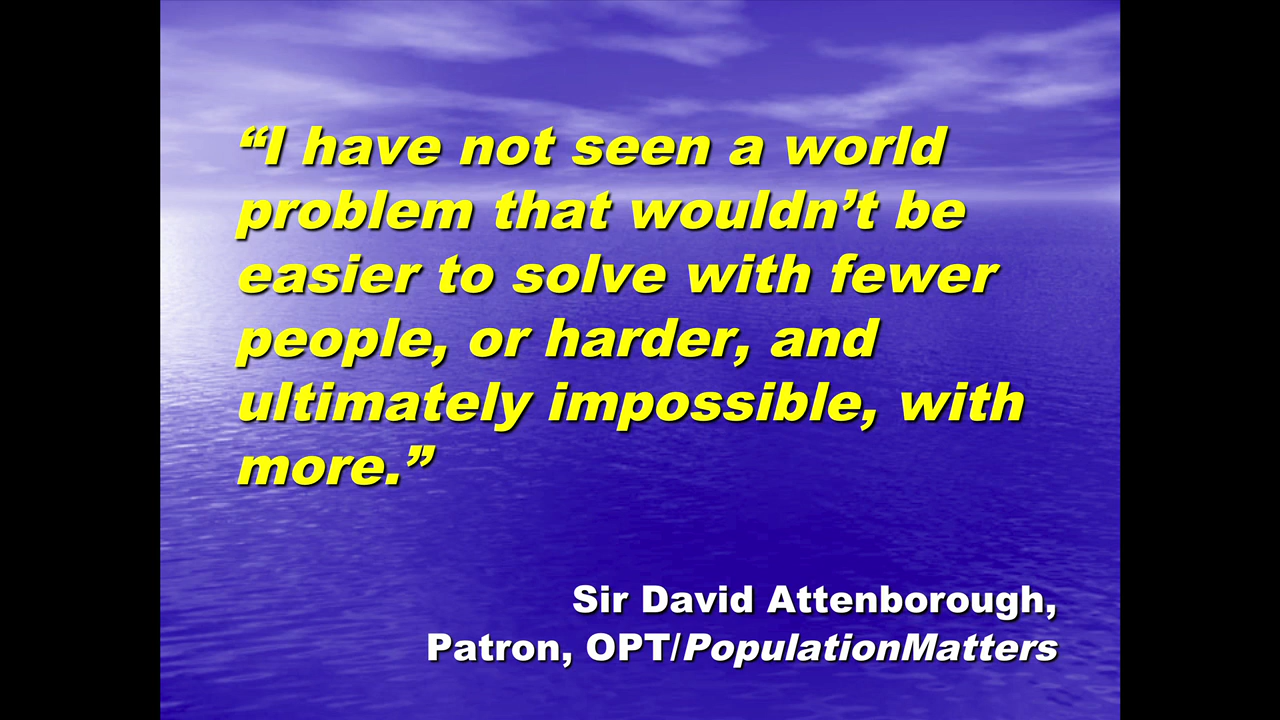 “I have not seen a world
problem that wouldn’t be
easier to solve with fewer
people, or harder, and
ultimately impossible, with
more.”
Sir David Attenborough,
Patron, OPT/PopulationMatters